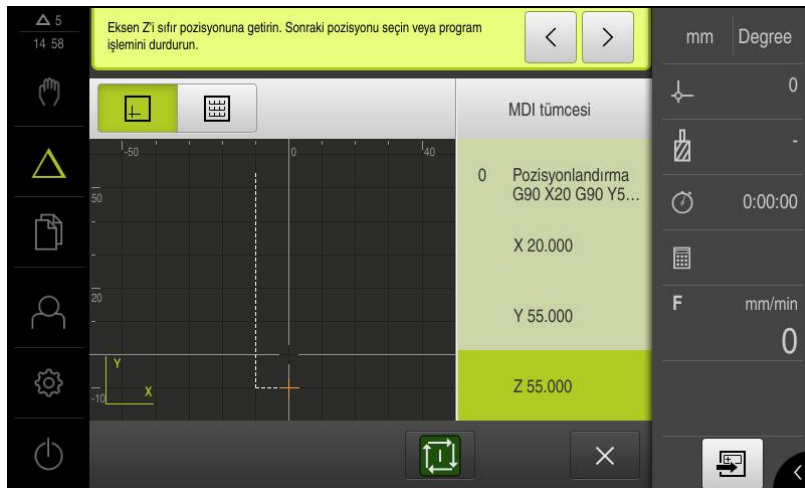 5
14 58
Eksen Z'i sıfır pozisyonuna getirin. Sonraki pozisyonu seçin veya program
işlemini durdurun.
mm Degree
0
MDI tümcesi
-50 0 40
50
20
-10
Y
X
0 Pozisyonlandırma
G90 X20 G90 Y5...
X 20.000
Y 55.000
Z 55.000
-
0:00:00
F mm/min
0